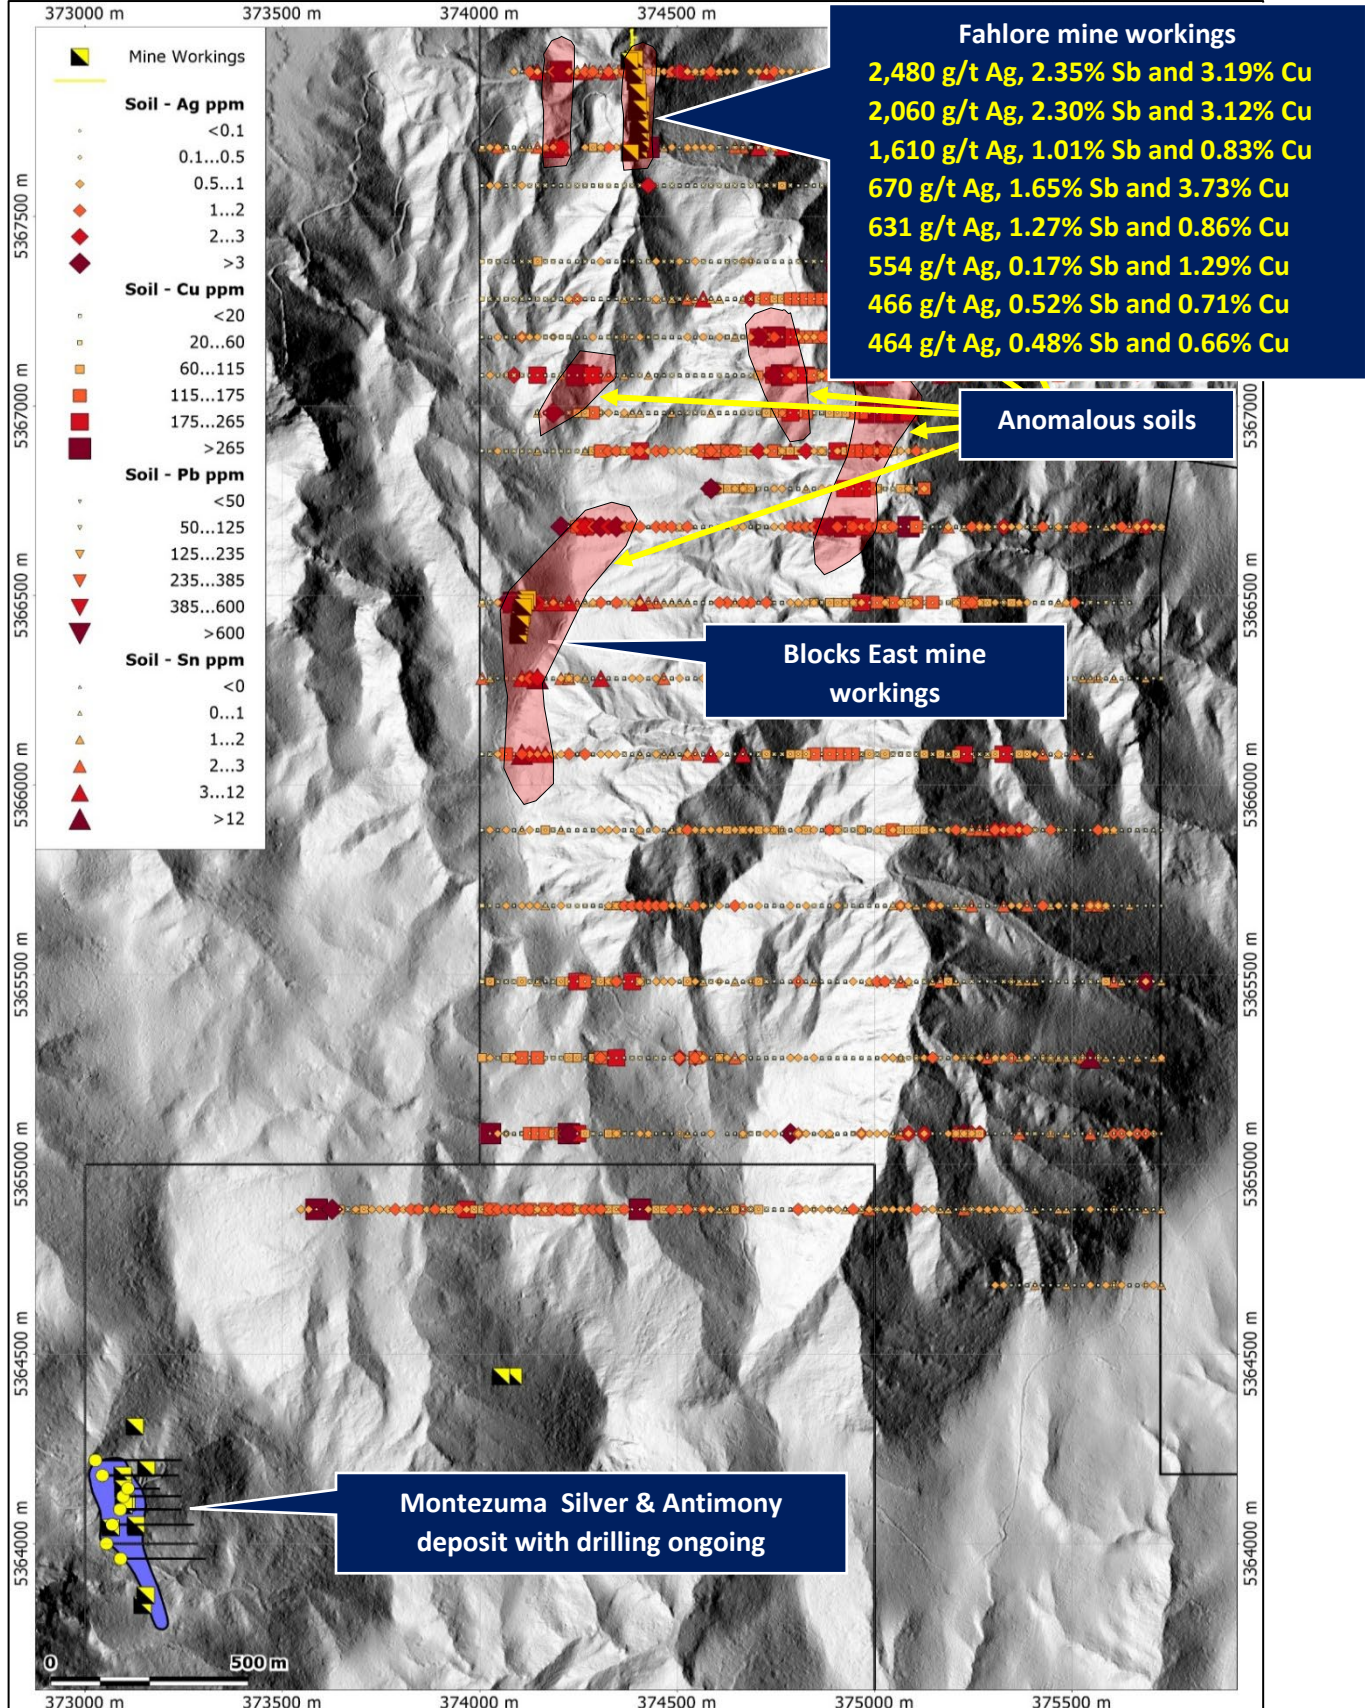 373000 m
373500 m
374000 m
374500 m
Mine Workings
Soil - Ag ppm
<0.1
0.1...0.5
0.5...1
1...2
2...3
>3
Soil - Cu ppm
<20
20...60
60...115
115...175
175...265
>265
Soil - Pb ppm
<50
50...125
125...235
235...385
385...600
>600
Soil - Sn ppm
<0
0...1
1...2
2...3
3...12
>12
Fahlore mine workings
2,480 g/t Ag, 2.35% Sb and 3.19% Cu
2,060 g/t Ag, 2.30% Sb and 3.12% Cu
1,610 g/t Ag, 1.01% Sb and 0.83% Cu
670 g/t Ag, 1.65% Sb and 3.73% Cu
631 g/t Ag, 1.27% Sb and 0.86% Cu
554 g/t Ag, 0.17% Sb and 1.29% Cu
466 g/t Ag, 0.52% Sb and 0.71% Cu
464 g/t Ag, 0.48% Sb and 0.66% Cu
Anomalous soils
Blocks East mine
workings
Montezuma Silver & Antimony
deposit with drilling ongoing
5367500 m
5367000 m
5366500 m
5366000 m
5365500 m
5365000 m
5364500 m
5364000 m
5367000
5366500 m
5366000 m
5365500 m
5365000 m
5364500 m
5364000 m
0
500 m
373000 m
373500 m
374000 m
374500 m
375000 m
375500 m